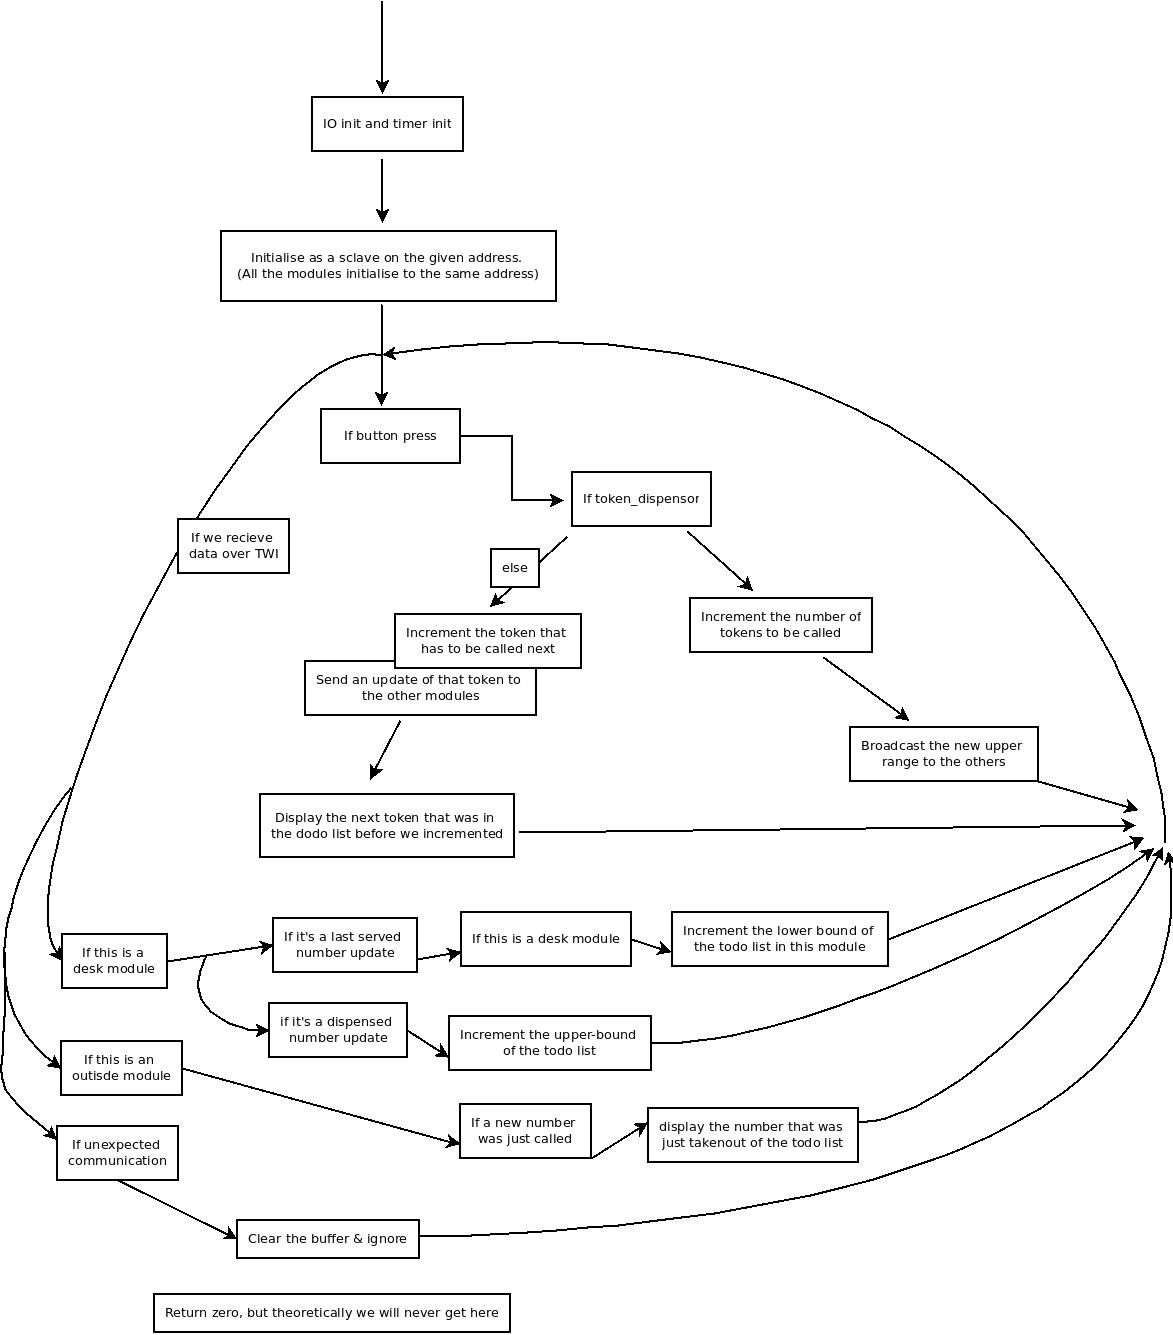 IO init and timer init
Initialise as a sclave on the given address.
(All the modules initialise to the same address)
If button press
If token_dispensor
If we recieve
data over TWI
else
Increment the number of
tokens to be called
Increment the token that
has to be called next
Send an update of that token to
the other modules
Broadcast the new upper
range to the others
Display the next token that was in
the dodo list before we incremented
If this is a
desk module
If it's a last served
number update
If this is a desk module
Increment the lower bound of
the todo list in this module
if it's a dispensed
number update
Increment the upper-bound
of the todo list
If this is an
outisde module
If a new number
was just called
display the number that was
just takenout of the todo list
If unexpected
communication
Clear the buffer & ignore
Return zero, but theoretically we will never get here